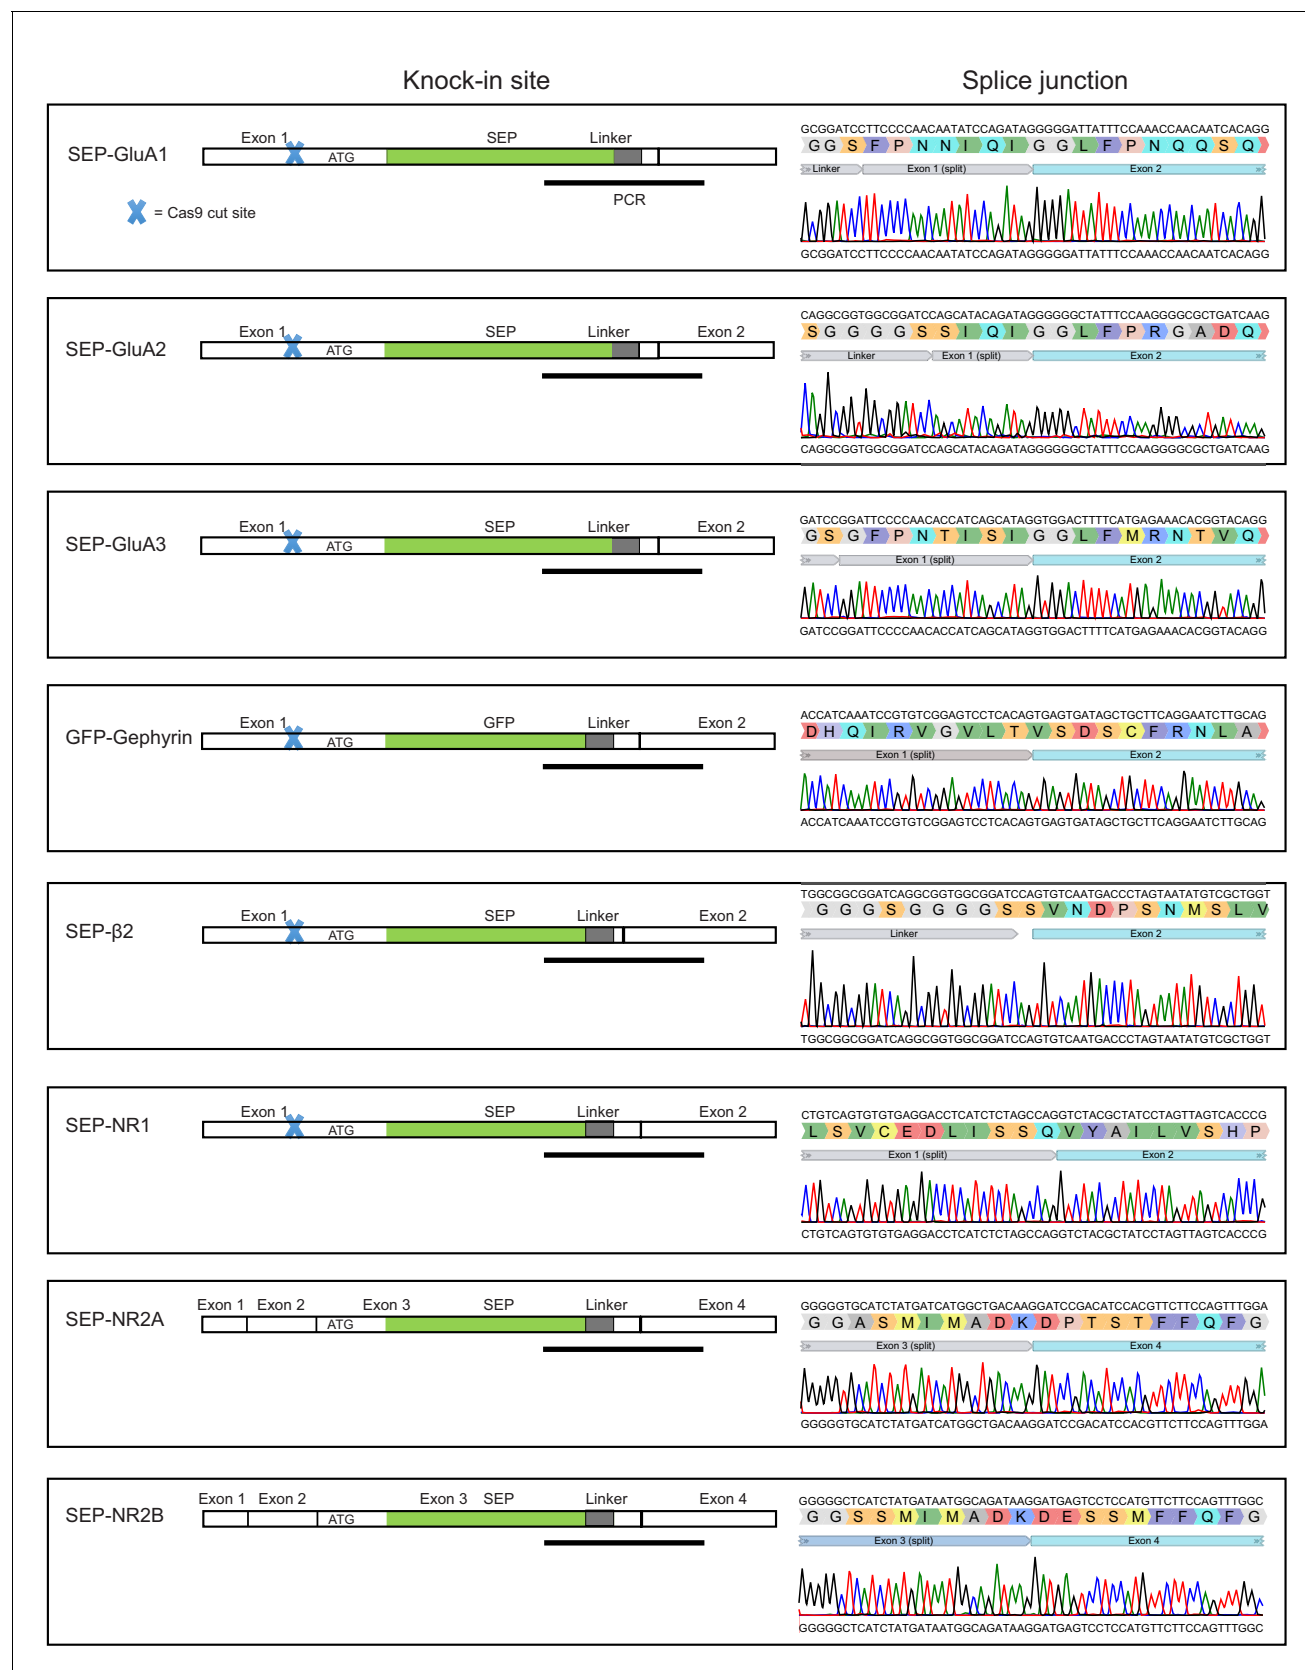 Knock-in site
Splice junction
SEP-GluA1
Exon 1
SEP
Linker
ATG
PCR
= Cas9 cut site
GCGGATCCTTCCCCAACAATATCCAGATAGGGGGATTATTTCCAAACCAACAATCACAGG
G G S F P N N I Q I G G L F P N Q Q S Q
Linker
Exon 1 (split)
Exon 2
GCGGATCCTTCCCCAACAATATCCAGATAGGGGGATTATTTCCAAACCAACAATCACAGG
SEP-GluA2
Exon 1
SEP
Linker
Exon 2
ATG
CAGGCGGTGGCGGATCCAGCATACAGATAGGGGGGCTATTTCCAAGGGGCGCTGATCAAG
S G G G G S S I Q I G G L F P R G A D Q
Linker
Exon 1 (split)
Exon 2
CAGGCGGTGGCGGATCCAGCATACAGATAGGGGGGCTATTTCCAAGGGGCGCTGATCAAG
SEP-GluA3
Exon 1
SEP
Linker
Exon 2
ATG
GATCCGGATTCCCCAACACCATCAGCATAGGTGGACTTTTCATGAGAAACACGGTACAGG
G S G F P N T I S I G G L F M R N T V Q
Exon 1 (split)
Exon 2
GATCCGGATTCCCCAACACCATCAGCATAGGTGGACTTTTCATGAGAAACACGGTACAGG
GFP-Gephyrin
Exon 1
GFP
Linker
Exon 2
ATG
ACCATCAAATCCGTGTCGGAGTCCTCACAGTGAGTGATAGCTGCTTCAGGAATCTTGCAG
D H Q I R V G V L T V S D S C F R N L A
Exon 1 (split)
Exon 2
ACCATCAAATCCGTGTCGGAGTCCTCACAGTGAGTGATAGCTGCTTCAGGAATCTTGCAG
SEP-β2
Exon 1
SEP
Linker
Exon 2
ATG
TGGCGGCGGATCAGGCGGTGGCGGATCCAGTGTCAATGACCCTAGTAATATGTCGCTGGT
G G G S G G G G S S V N D P S N M S L V
Linker
Exon 2
TGGCGGCGGATCAGGCGGTGGCGGATCCAGTGTCAATGACCCTAGTAATATGTCGCTGGT
SEP-NR1
Exon 1
SEP
Linker
Exon 2
ATG
CTGTCAGTGTGTGAGGACCTCATCTCTAGCCAGGTCTACGCTATCCTAGTTAGTCACCCG
L S V C E D L I S S Q V Y A I L V S H P
Exon 1 (split)
Exon 2
CTGTCAGTGTGTGAGGACCTCATCTCTAGCCAGGTCTACGCTATCCTAGTTAGTCACCCG
SEP-NR2A
Exon 1
Exon 2
Exon 3
SEP
Linker
Exon 4
ATG
GGGGGTGCATCTATGATCATGGCTGACAAGGATCCGACATCCACGTTCTTCCAGTTTGGA
G G A S M I M A D K D P T S T F F Q F G
Exon 3 (split)
Exon 4
GGGGGTGCATCTATGATCATGGCTGACAAGGATCCGACATCCACGTTCTTCCAGTTTGGA
SEP-NR2B
Exon 1
Exon 2
Exon 3
SEP
Linker
Exon 4
ATG
GGGGGCTCATCTATGATAATGGCAGATAAGGATGAGTCCTCCATGTTCTTCCAGTTTGGC
G G S S M I M A D K D E S S M F F Q F G
Exon 3 (split)
Exon 4
GGGGGCTCATCTATGATAATGGCAGATAAGGATGAGTCCTCCATGTTCTTCCAGTTTGGC